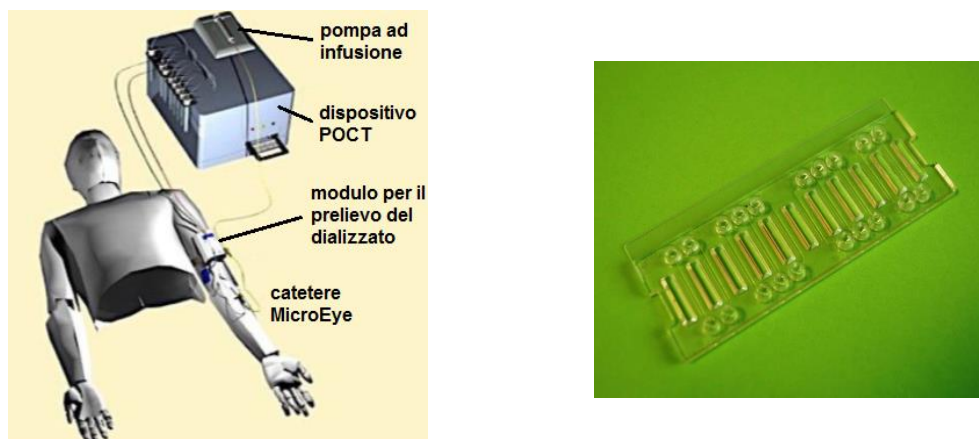 pompa ad
infusione
dispositivo
POCT
modulo per il
prelievo del
dializzato
catetere
MicroEye